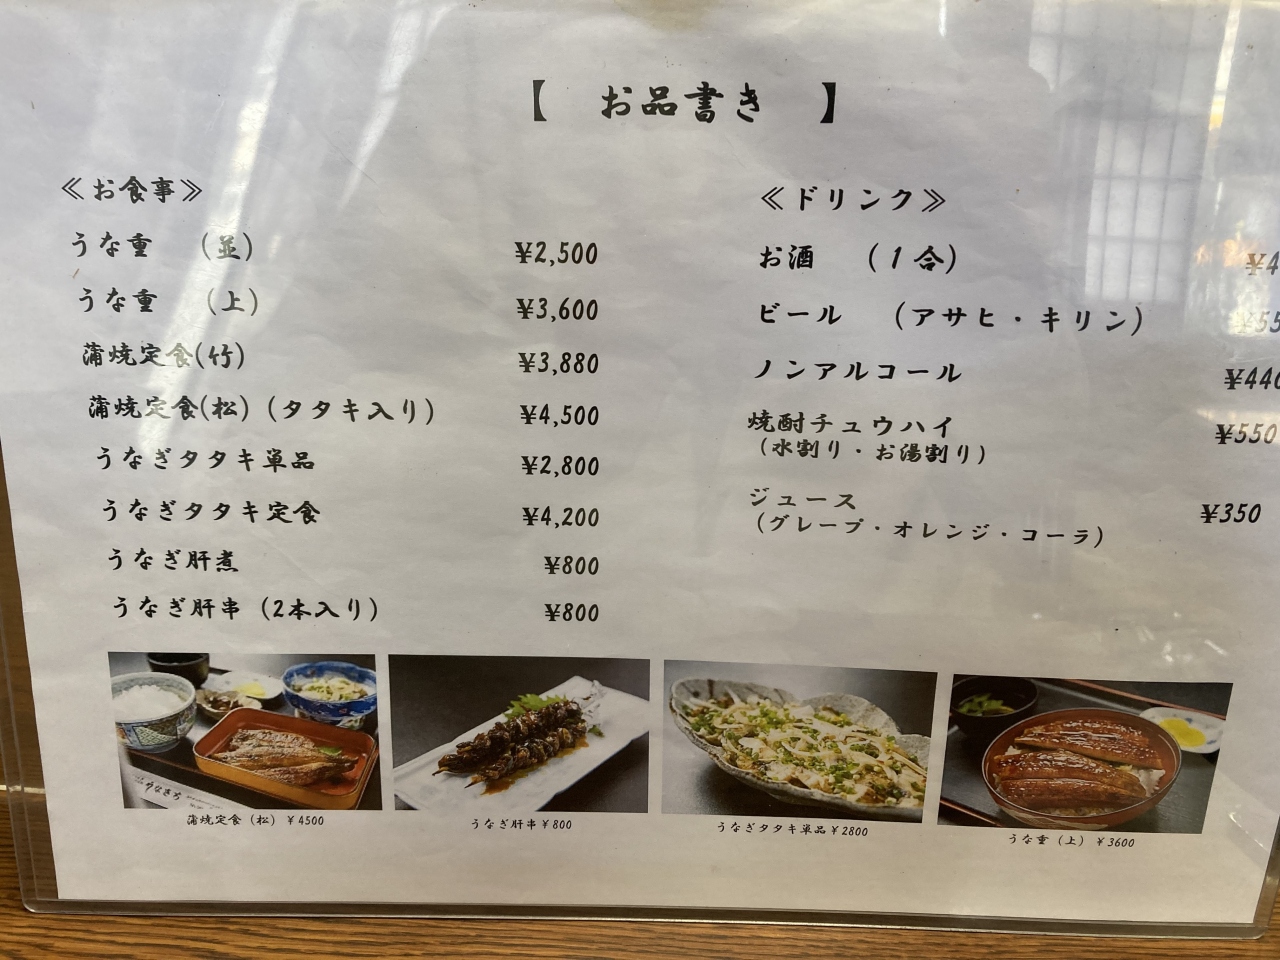 【 お品書き 】
≪お食事≫
うな重 (並) ¥2,500
うな重 (上) ¥3,600
蒲焼定食(竹) ¥3,880
蒲焼定食(松)(タタキ入り) ¥4,500
うなぎタタキ単品 ¥2,800
うなぎタタキ定食 ¥4,200
うなぎ肝煮 ¥800
うなぎ肝串(2本入り) ¥800
≪ドリンク≫
お酒 (1合) ¥4
ビール (アサヒ・キリン) ¥55
ノンアルコール ¥440
焼酎チュウハイ ¥550
(水割り・お湯割り)
ジュース ¥350
(グレープ・オレンジ・コーラ)
うなきち
蒲焼定食(松) ¥4500
うなぎ肝串¥800
うなぎタタキ単品¥2800
うな重(上) ¥3600